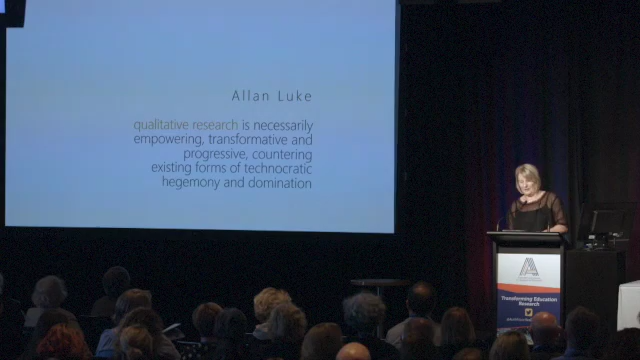 Allan Luke
qualitative research is necessarily
empowering, transformative and
progressive, countering
existing forms of technocratic
hegemony and domination
Transforming Education
Research